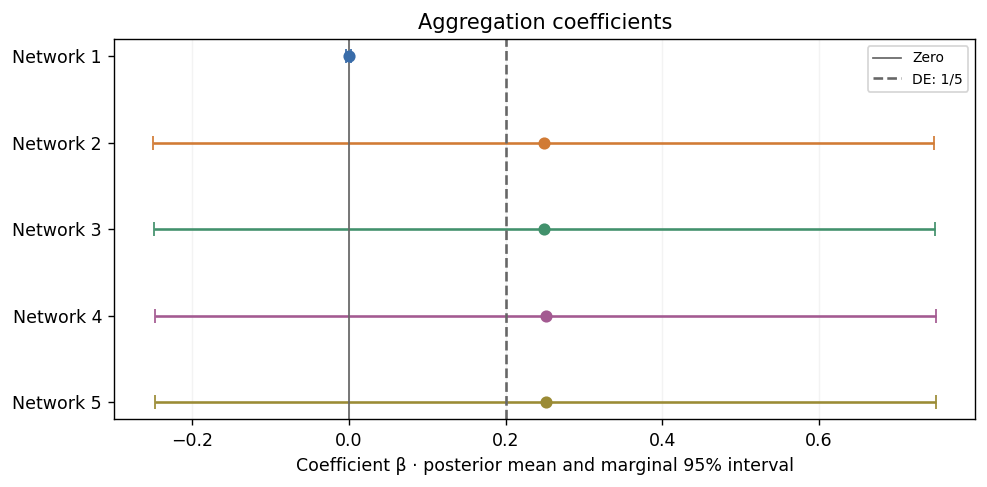 Aggregation coefficients
Network 1
Network 2
Network 3
Network 4
Network 5
Zero
DE: 1/5
−0.2 0.0 0.2 0.4 0.6
Coefficient β · posterior mean and marginal 95% interval